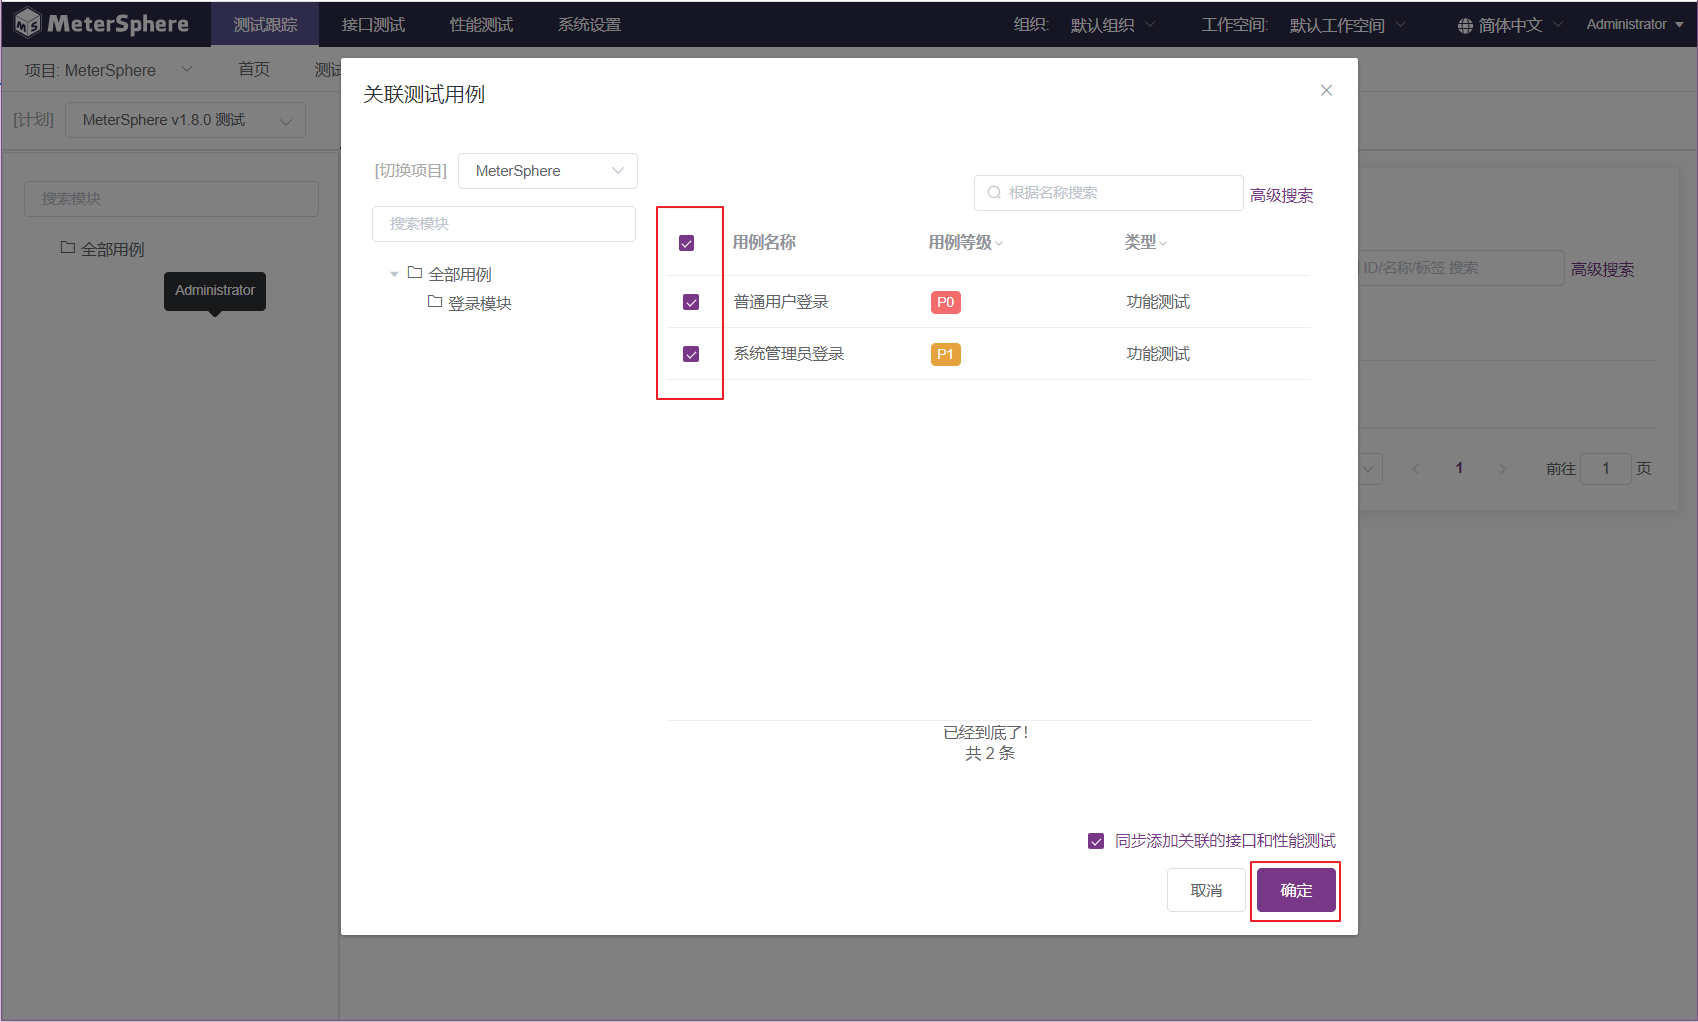 MeterSphere 测试跟踪 接口测试 性能测试 系统设置 组织: 默认组织 工作空间: 默认工作空间 简体中文 Administrator
项目: MeterSphere 首页 测试
[计划] MeterSphere v1.8.0 测试
搜索模块
全部用例
Administrator
关联测试用例
[切换项目] MeterSphere
搜索模块
全部用例
登录模块
根据名称搜索 高级搜索
用例名称 用例等级 类型
普通用户登录 P0 功能测试
系统管理员登录 P1 功能测试
已经到底了!
共 2 条
同步添加关联的接口和性能测试
取消 确定
ID/名称/标签 搜索 高级搜索
1 前往 1 页